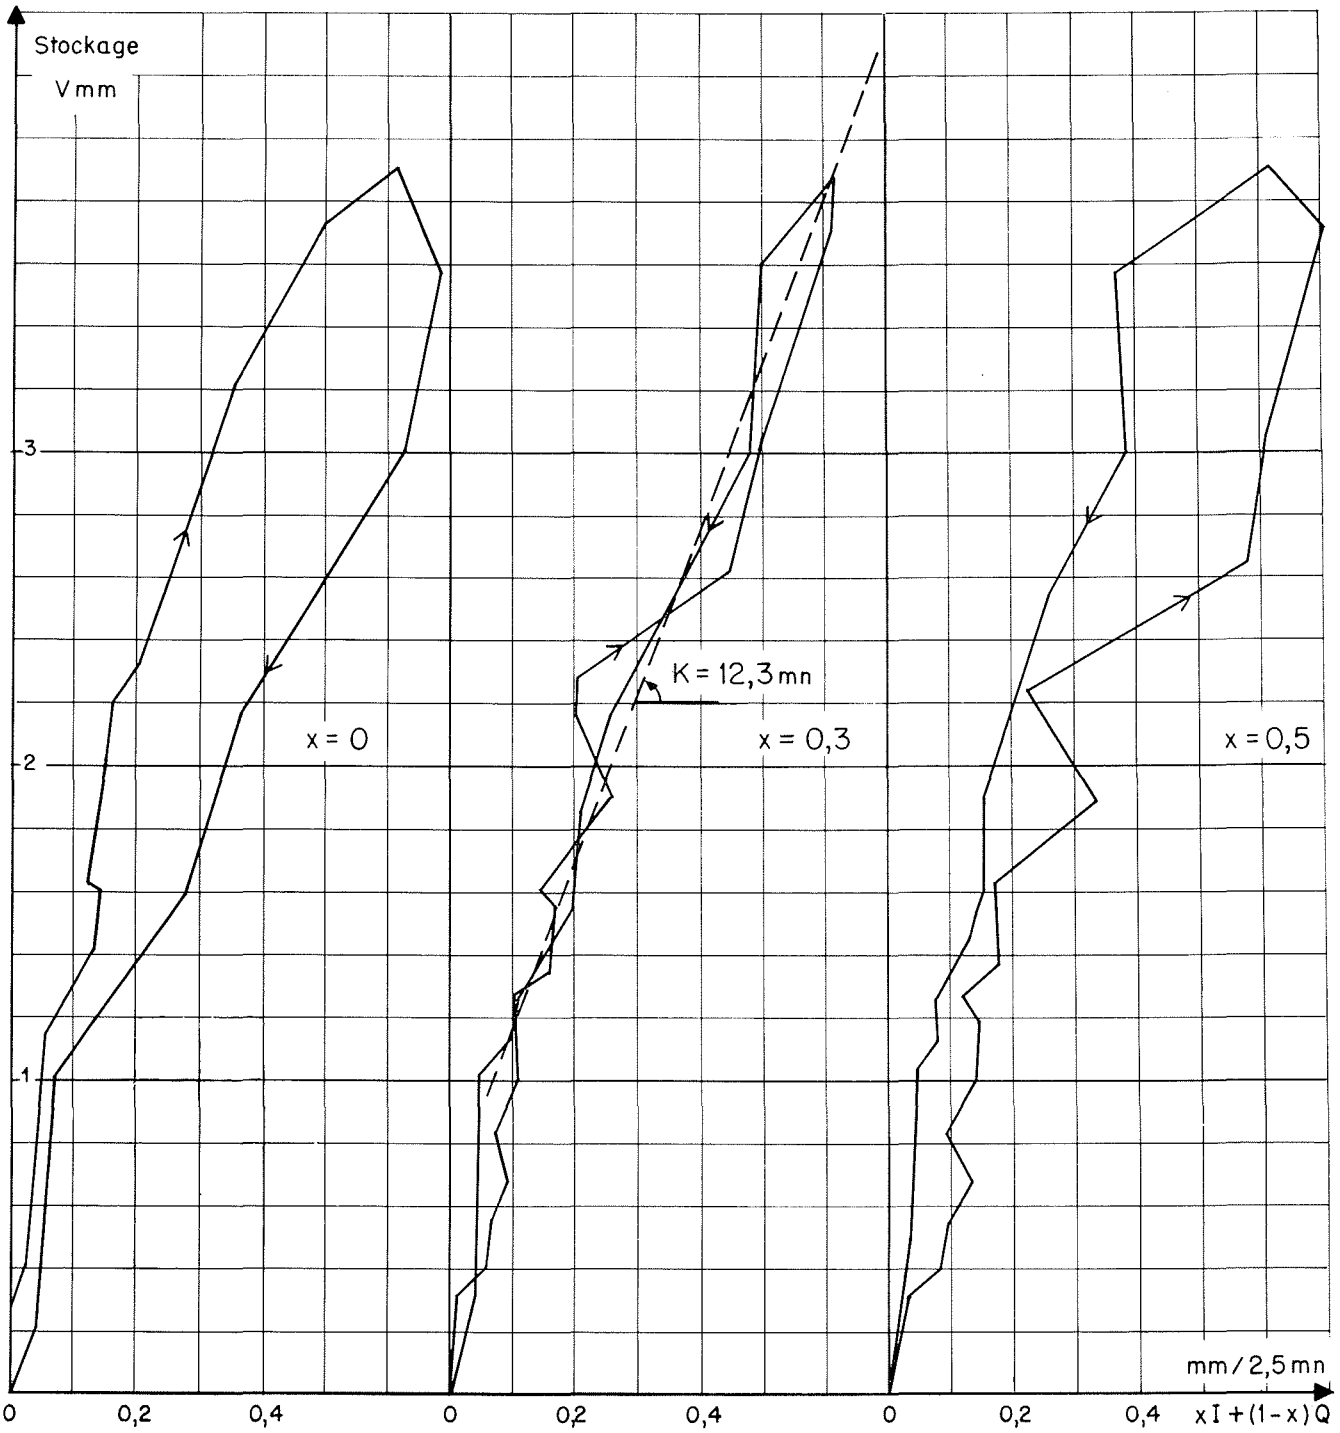 Stockage
V mm
3
K = 12,3 mn
x = 0
x = 0,3
x = 0,5
2
1
mm / 2,5 mn
0 0,2 0,4 0 0,2 0,4 0 0,2 0,4 xI + (1-x) Q